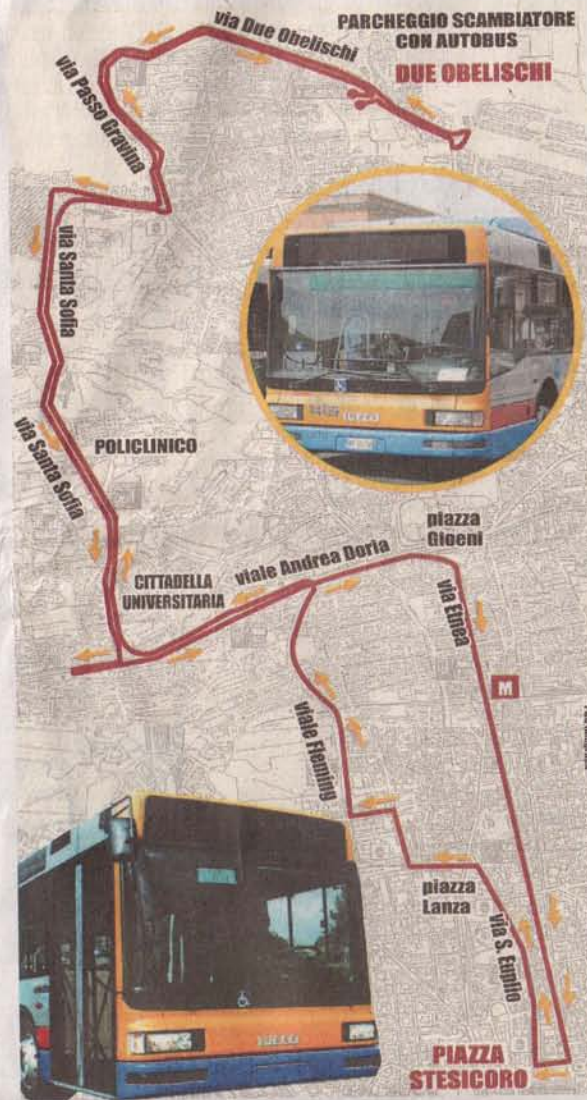 PARCHEGGIO SCAMBIATORE
CON AUTOBUS
DUE OBELISCHI
via Due Obelischi
via Passo Gravina
via Santa Sofia
via Santa Sofia
POLICLINICO
piazza
Gioeni
viale Andrea Doria
CITTADELLA
UNIVERSITARIA
via Etnea
M
viale Fleming
piazza
Lanza
via S. Euplio
PIAZZA
STESICORO